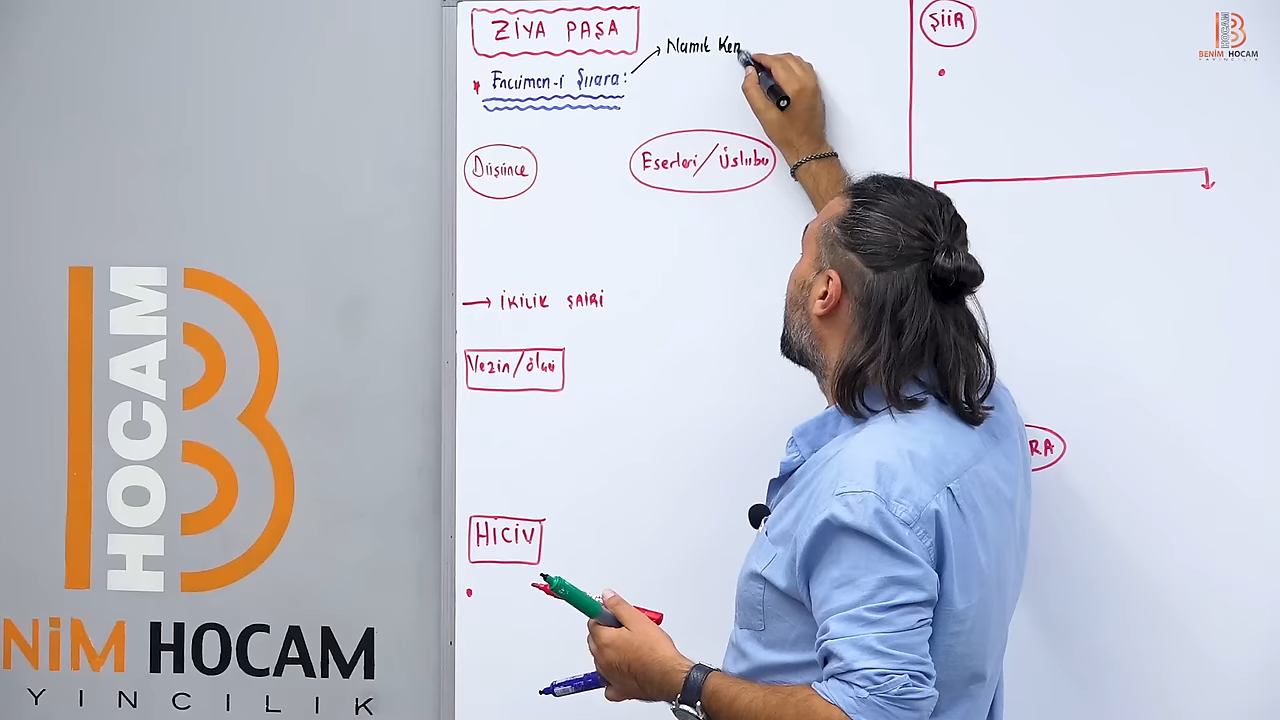 ZİYA PAŞA
Encümen-i Şuara:
Namık Ken
Düşünce
Eserleri/Üslubu
→ İKİLİK ŞAİRİ
Vezin/ölçü
HİCİV
ŞİİR
RA
BENİM HOCAM
YAYINCILIK
HOCAM
B
NİM HOCAM
YINCILIK